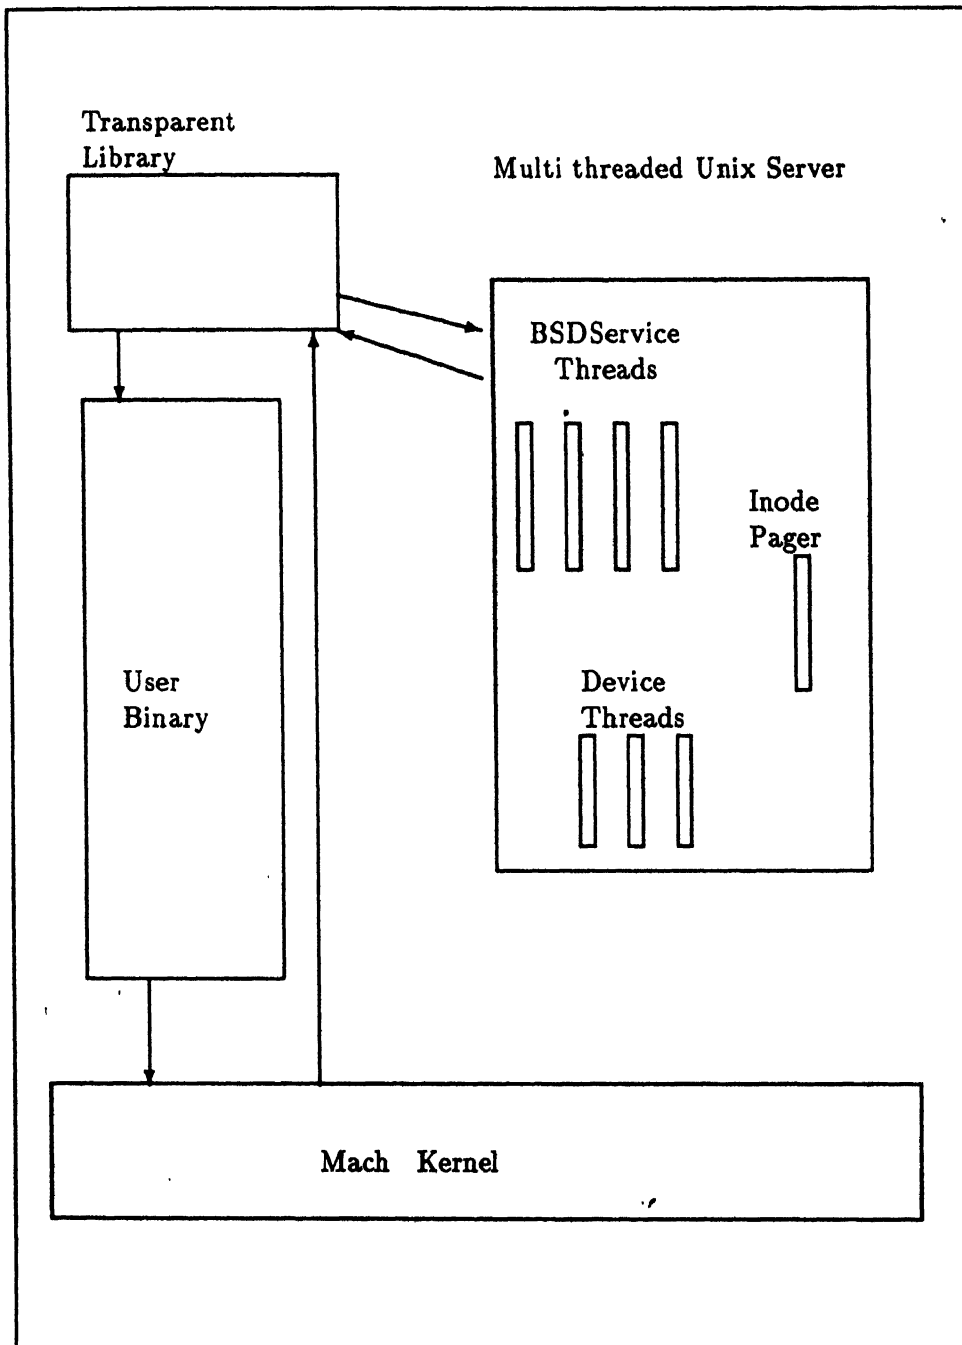 Transparent
Library
Multi threaded Unix Server
BSDService
Threads
Inode
Pager
User
Binary
Device
Threads
Mach Kernel